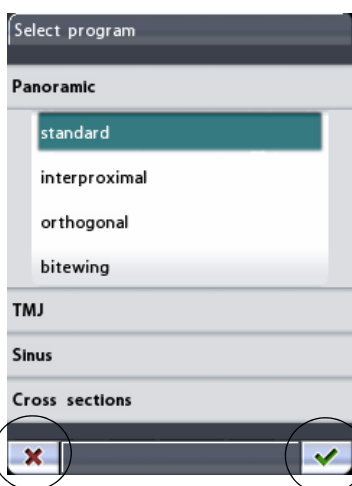 Select program
Panoramic
standard
interproximal
orthogonal
bitewing
TMJ
Sinus
Cross sections